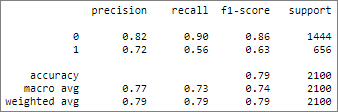 precision recall f1-score support
0 0.82 0.90 0.86 1444
1 0.72 0.56 0.63 656
accuracy 0.79 2100
macro avg 0.77 0.73 0.74 2100
weighted avg 0.79 0.79 0.79 2100